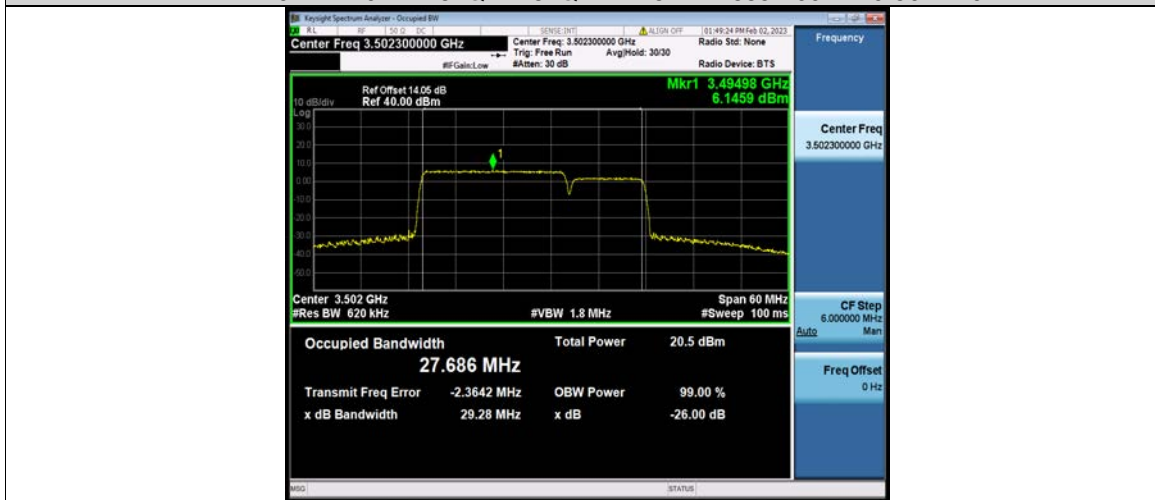 Keysight Spectrum Analyzer - Occupied BW
RL RF 50 Ω DC SENSE:INT ALIGN OFF 01:49:24 PM Feb 02, 2023
Center Freq 3.502300000 GHz
Center Freq: 3.502300000 GHz
Radio Std: None
Trig: Free Run Avg|Hold: 30/30
#IFGain:Low #Atten: 30 dB Radio Device: BTS
Frequency
Mkr1 3.49498 GHz
6.1459 dBm
Ref Offset 14.05 dB
10 dB/div Ref 40.00 dBm
Log
30.0
20.0
10.0
0.00
-10.0
-20.0
-30.0
-40.0
-50.0
1
Center 3.502 GHz Span 60 MHz
#Res BW 620 kHz #VBW 1.8 MHz #Sweep 100 ms
Occupied Bandwidth Total Power 20.5 dBm
27.686 MHz
Transmit Freq Error -2.3642 MHz OBW Power 99.00 %
x dB Bandwidth 29.28 MHz x dB -26.00 dB
Center Freq
3.502300000 GHz
CF Step
6.000000 MHz
Auto Man
Freq Offset
0 Hz
MSG STATUS